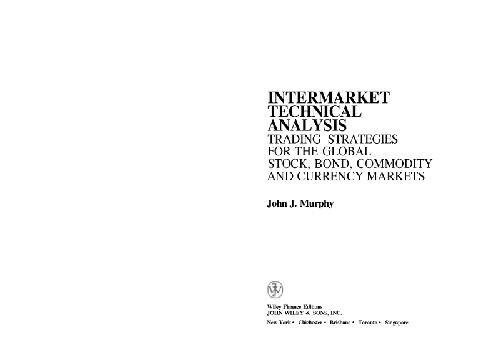 INTERMARKET
TECHNICAL
ANALYSIS
TRADING STRATEGIES
FOR THE GLOBAL
STOCK, BOND, COMMODITY
AND CURRENCY MARKETS
John J. Murphy
Wiley Finance Editions
JOHN WILEY & SONS, INC.
New York • Chichester • Brisbane • Toronto • Singapore